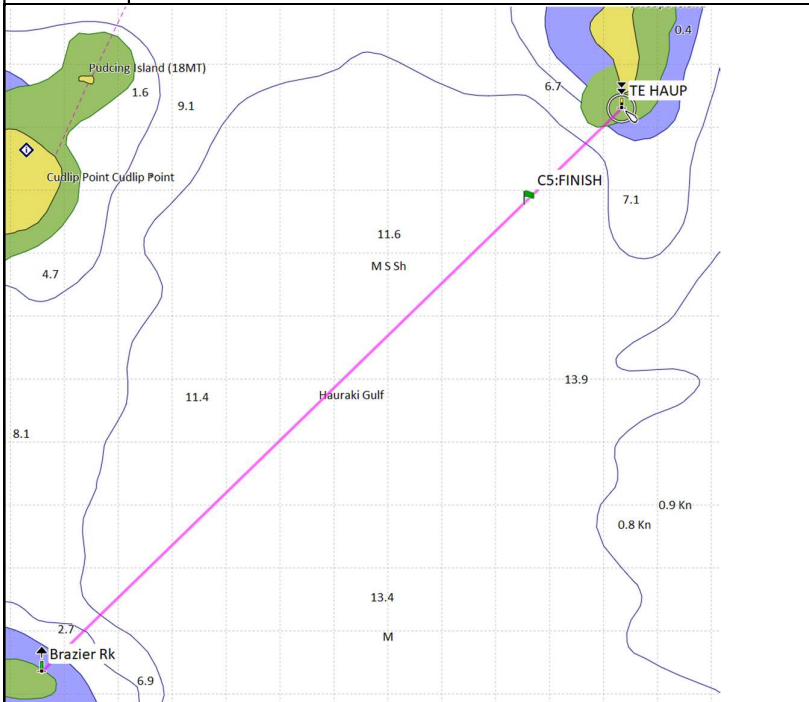 0.4
Pudcing Island (18MT)
6.7
TE HAUP
1.6
9.1
Cudlip Point Cudlip Point
C5:FINISH
7.1
11.6
M S Sh
4.7
13.9
11.4
Hauraki Gulf
8.1
0.9 Kn
0.8 Kn
13.4
2.7
M
Brazier Rk
6.9